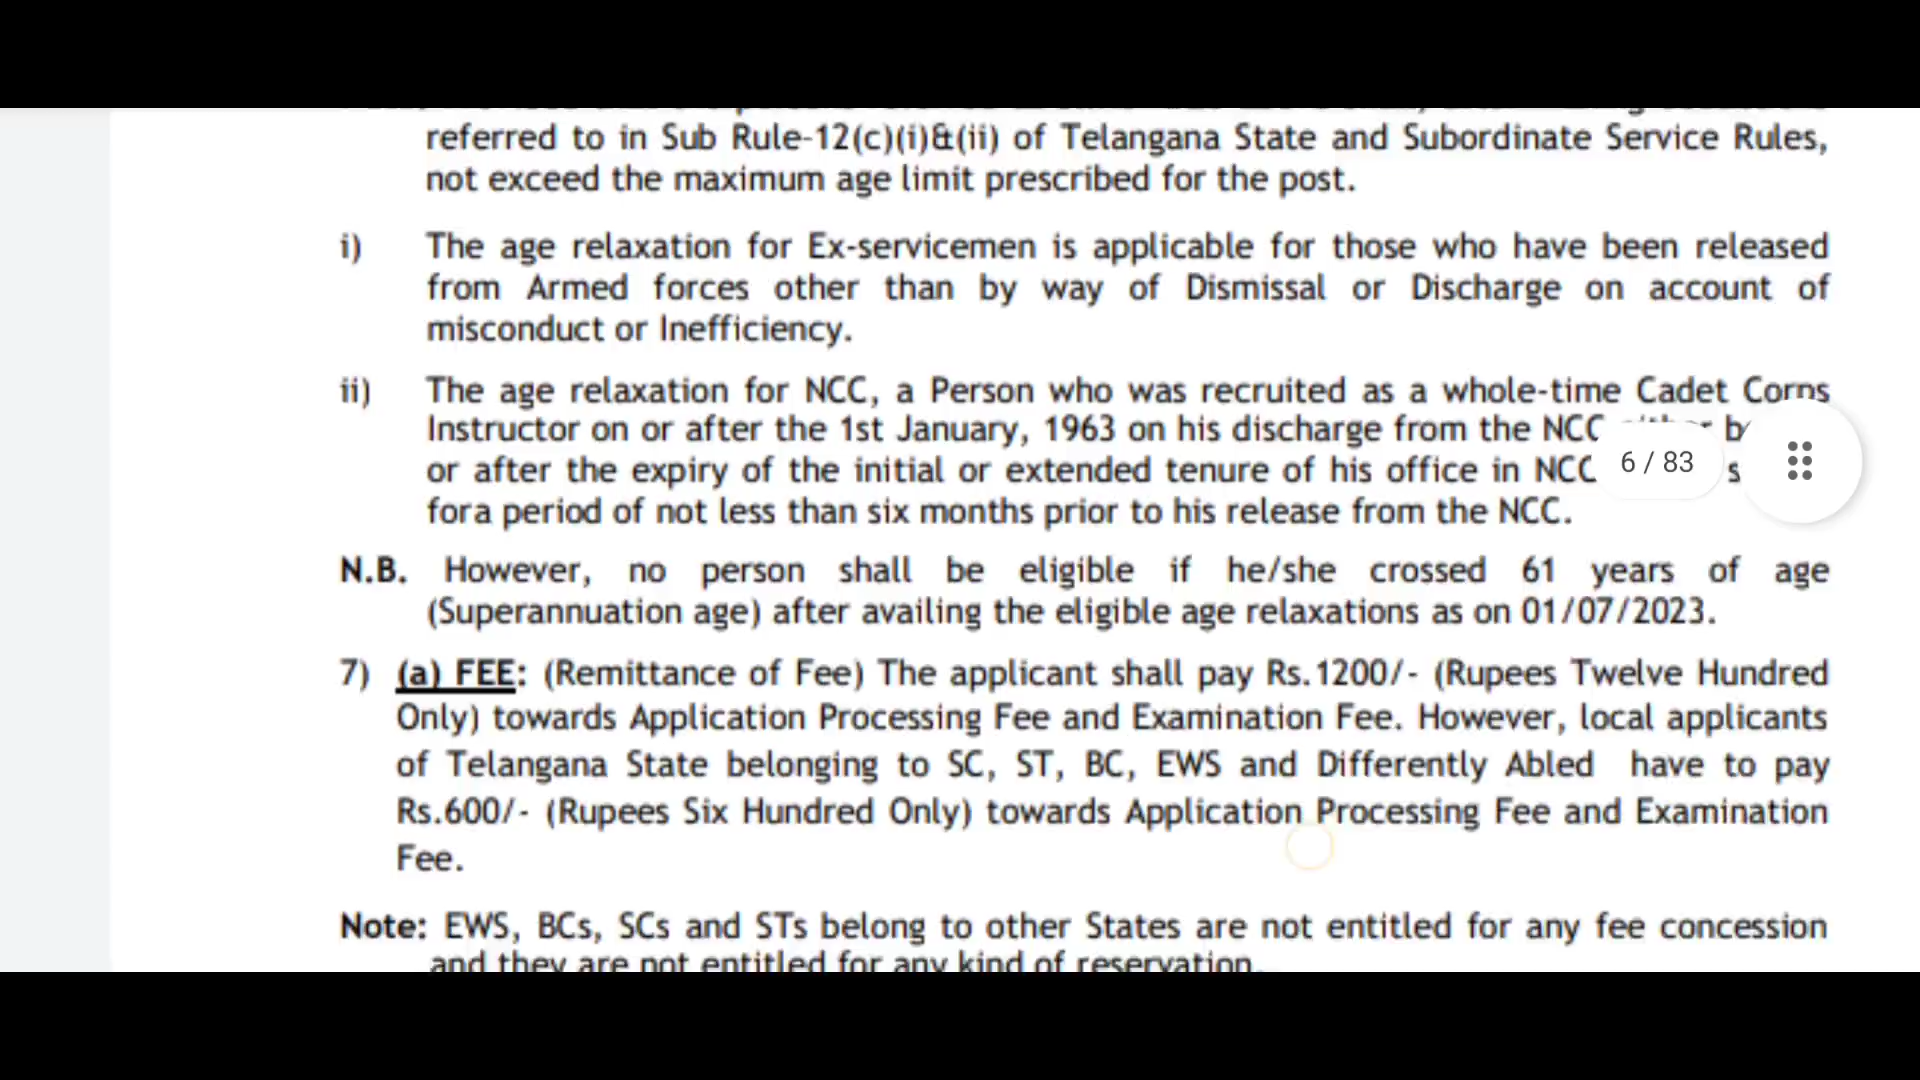 referred to in Sub Rule-12(c)(i)&(ii) of Telangana State and Subordinate Service Rules,
not exceed the maximum age limit prescribed for the post.
i) The age relaxation for Ex-servicemen is applicable for those who have been released
from Armed forces other than by way of Dismissal or Discharge on account of
misconduct or Inefficiency.
ii) The age relaxation for NCC, a Person who was recruited as a whole-time Cadet Corps
Instructor on or after the 1st January, 1963 on his discharge from the NCC
or after the expiry of the initial or extended tenure of his office in NCC
6 / 83
fora period of not less than six months prior to his release from the NCC.
N.B. However, no person shall be eligible if he/she crossed 61 years of age
(Superannuation age) after availing the eligible age relaxations as on 01/07/2023.
7) (a) FEE: (Remittance of Fee) The applicant shall pay Rs.1200/- (Rupees Twelve Hundred
Only) towards Application Processing Fee and Examination Fee. However, local applicants
of Telangana State belonging to SC, ST, BC, EWS and Differently Abled have to pay
Rs.600/- (Rupees Six Hundred Only) towards Application Processing Fee and Examination
Fee.
Note: EWS, BCs, SCs and STs belong to other States are not entitled for any fee concession
and they are not entitled for any kind of reservation.